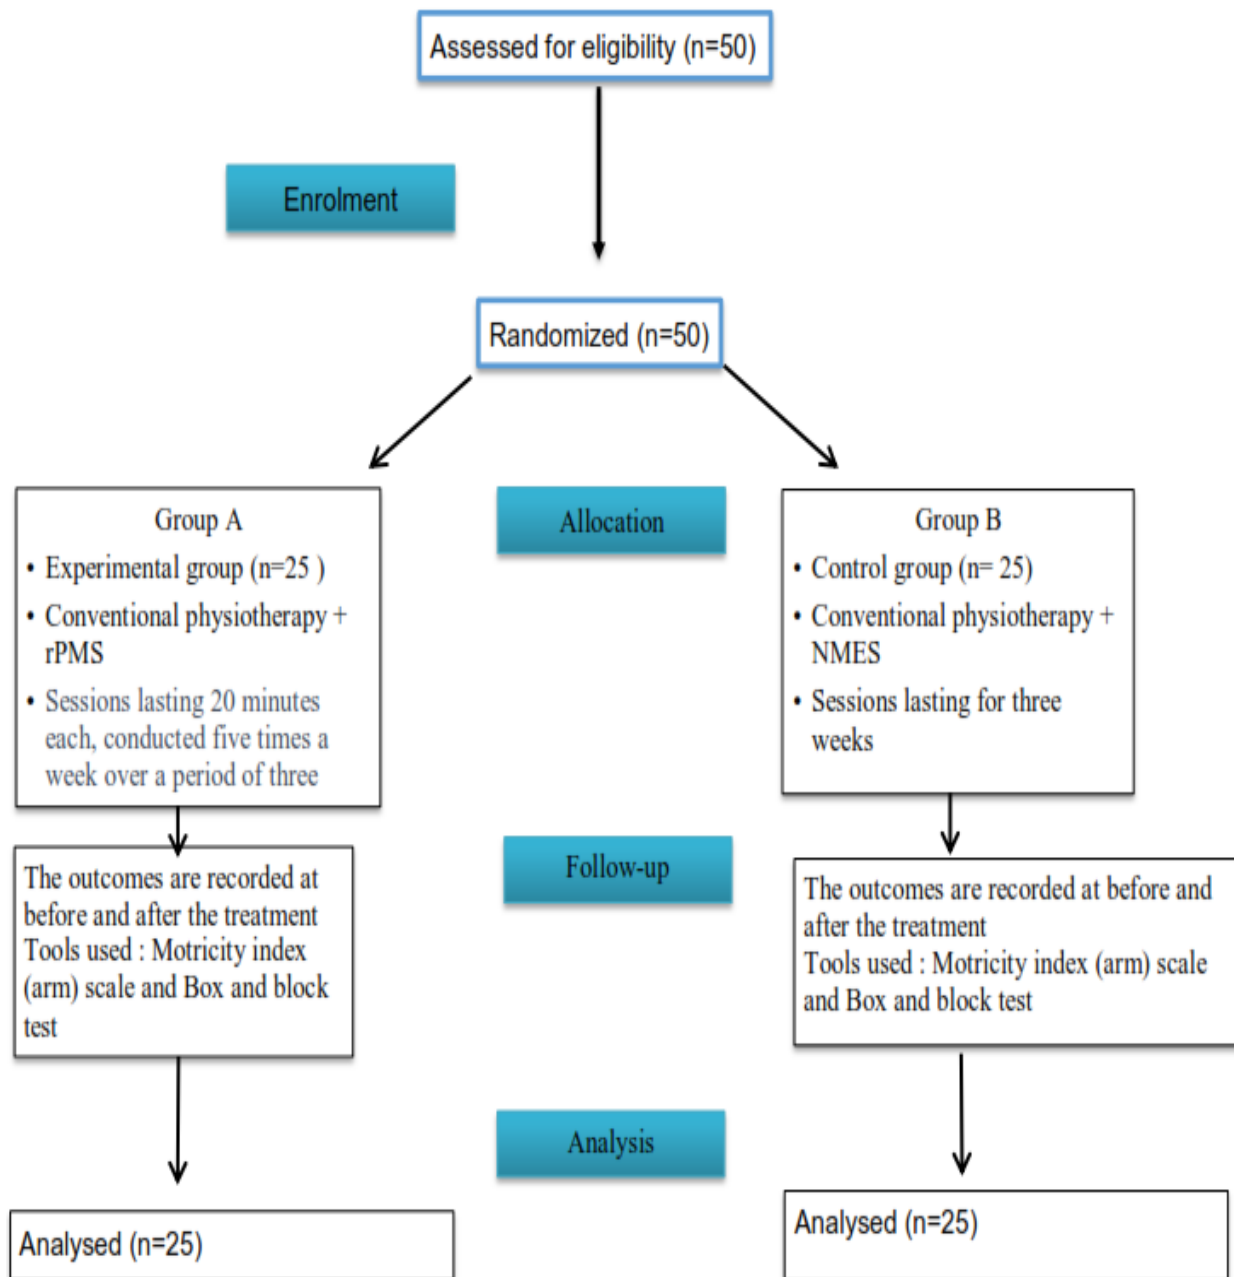 Assessed for eligibility (n=50)
Enrolment
Randomized (n=50)
Group A
• Experimental group (n=25 )
• Conventional physiotherapy +
rPMS
• Sessions lasting 20 minutes
each, conducted five times a
week over a period of three
Allocation
Group B
• Control group (n= 25)
• Conventional physiotherapy +
NMES
• Sessions lasting for three
weeks
The outcomes are recorded at
before and after the treatment
Tools used : Motricity index
(arm) scale and Box and block
test
Follow-up
The outcomes are recorded at before and
after the treatment
Tools used : Motricity index (arm) scale
and Box and block test
Analysis
Analysed (n=25)
Analysed (n=25)